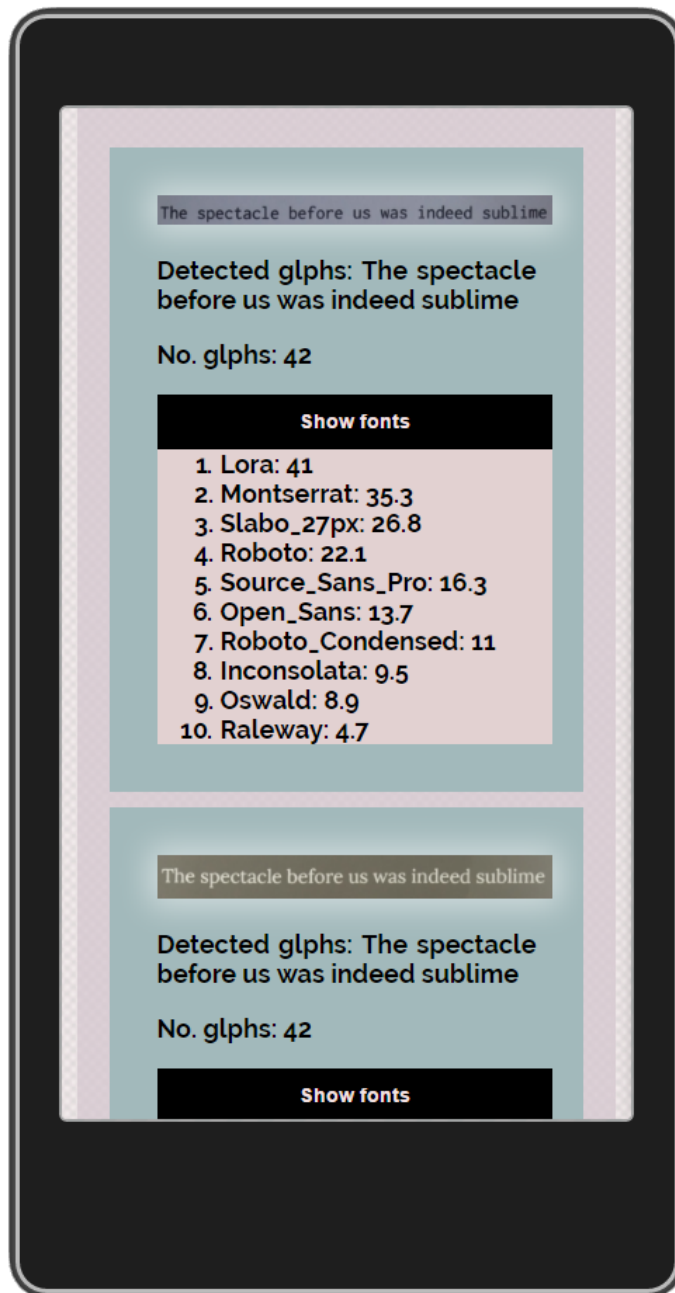 The spectacle before us was indeed sublime
Detected glphs: The spectacle
before us was indeed sublime
No. glphs: 42
Show fonts
1. Lora: 41
2. Montserrat: 35.3
3. Slabo_27px: 26.8
4. Roboto: 22.1
5. Source_Sans_Pro: 16.3
6. Open_Sans: 13.7
7. Roboto_Condensed: 11
8. Inconsolata: 9.5
9. Oswald: 8.9
10. Raleway: 4.7
The spectacle before us was indeed sublime
Detected glphs: The spectacle
before us was indeed sublime
No. glphs: 42
Show fonts